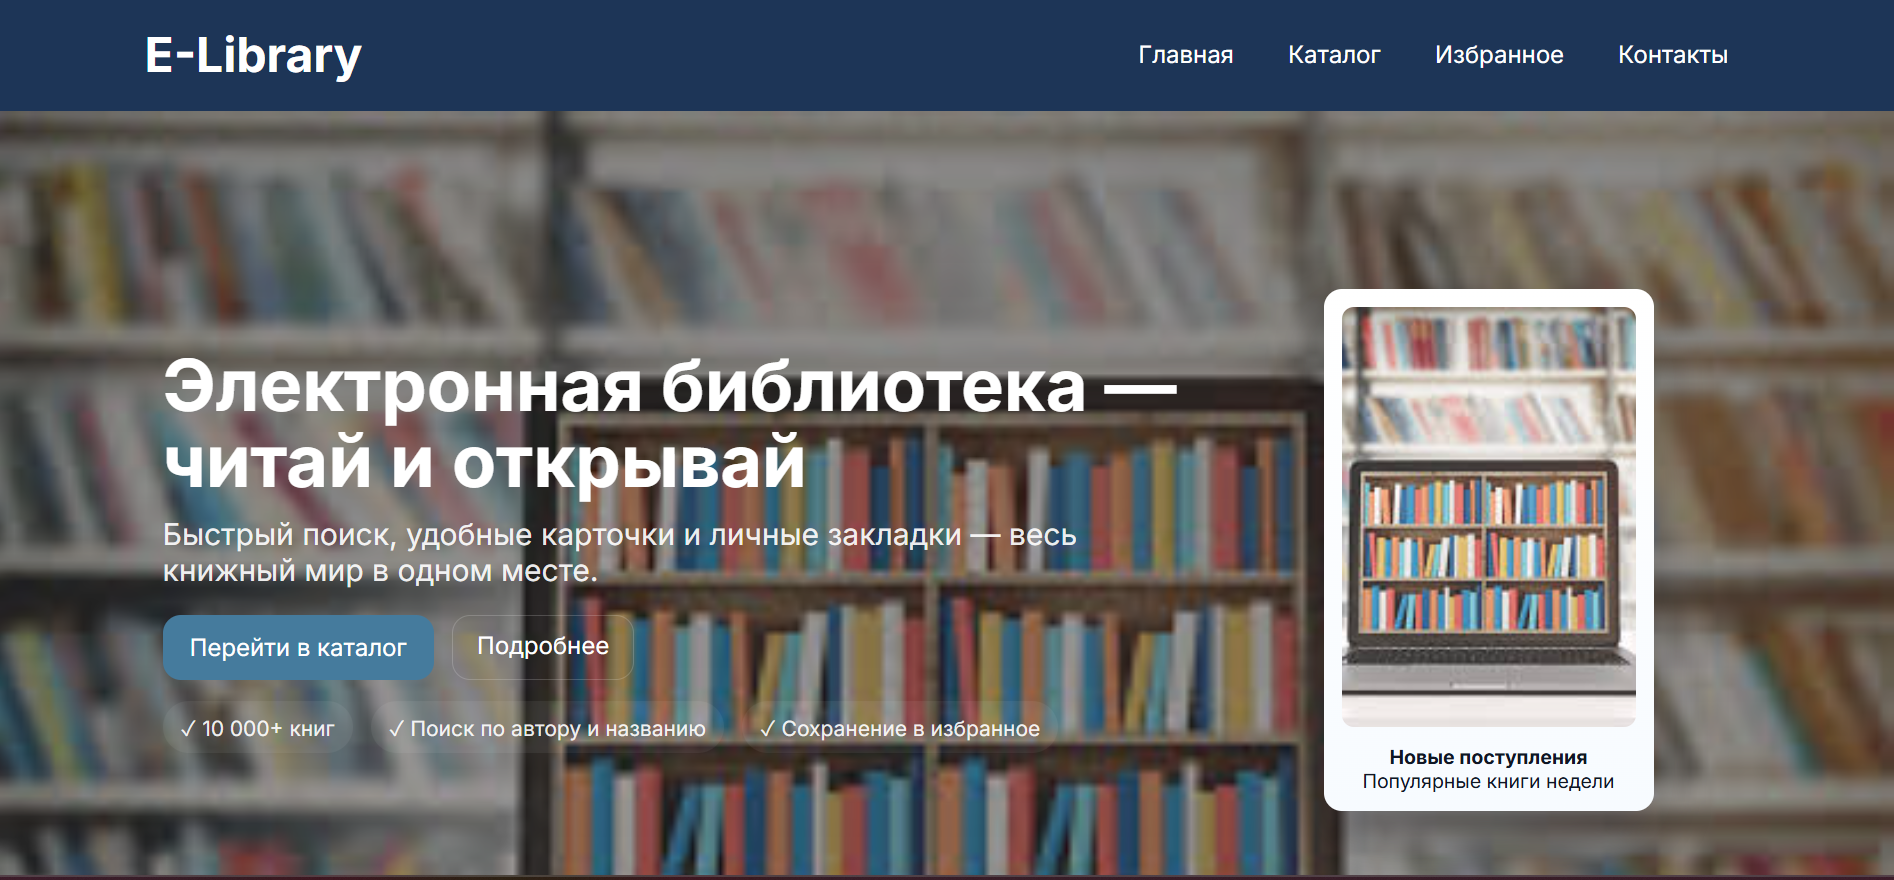 E-Library
Главная
Каталог
Избранное
Контакты
Электронная библиотека —
читай и открывай
Быстрый поиск, удобные карточки и личные закладки — весь
книжный мир в одном месте.
Перейти в каталог
Подробнее
✓ 10 000+ книг
✓ Поиск по автору и названию
✓ Сохранение в избранное
Новые поступления
Популярные книги недели